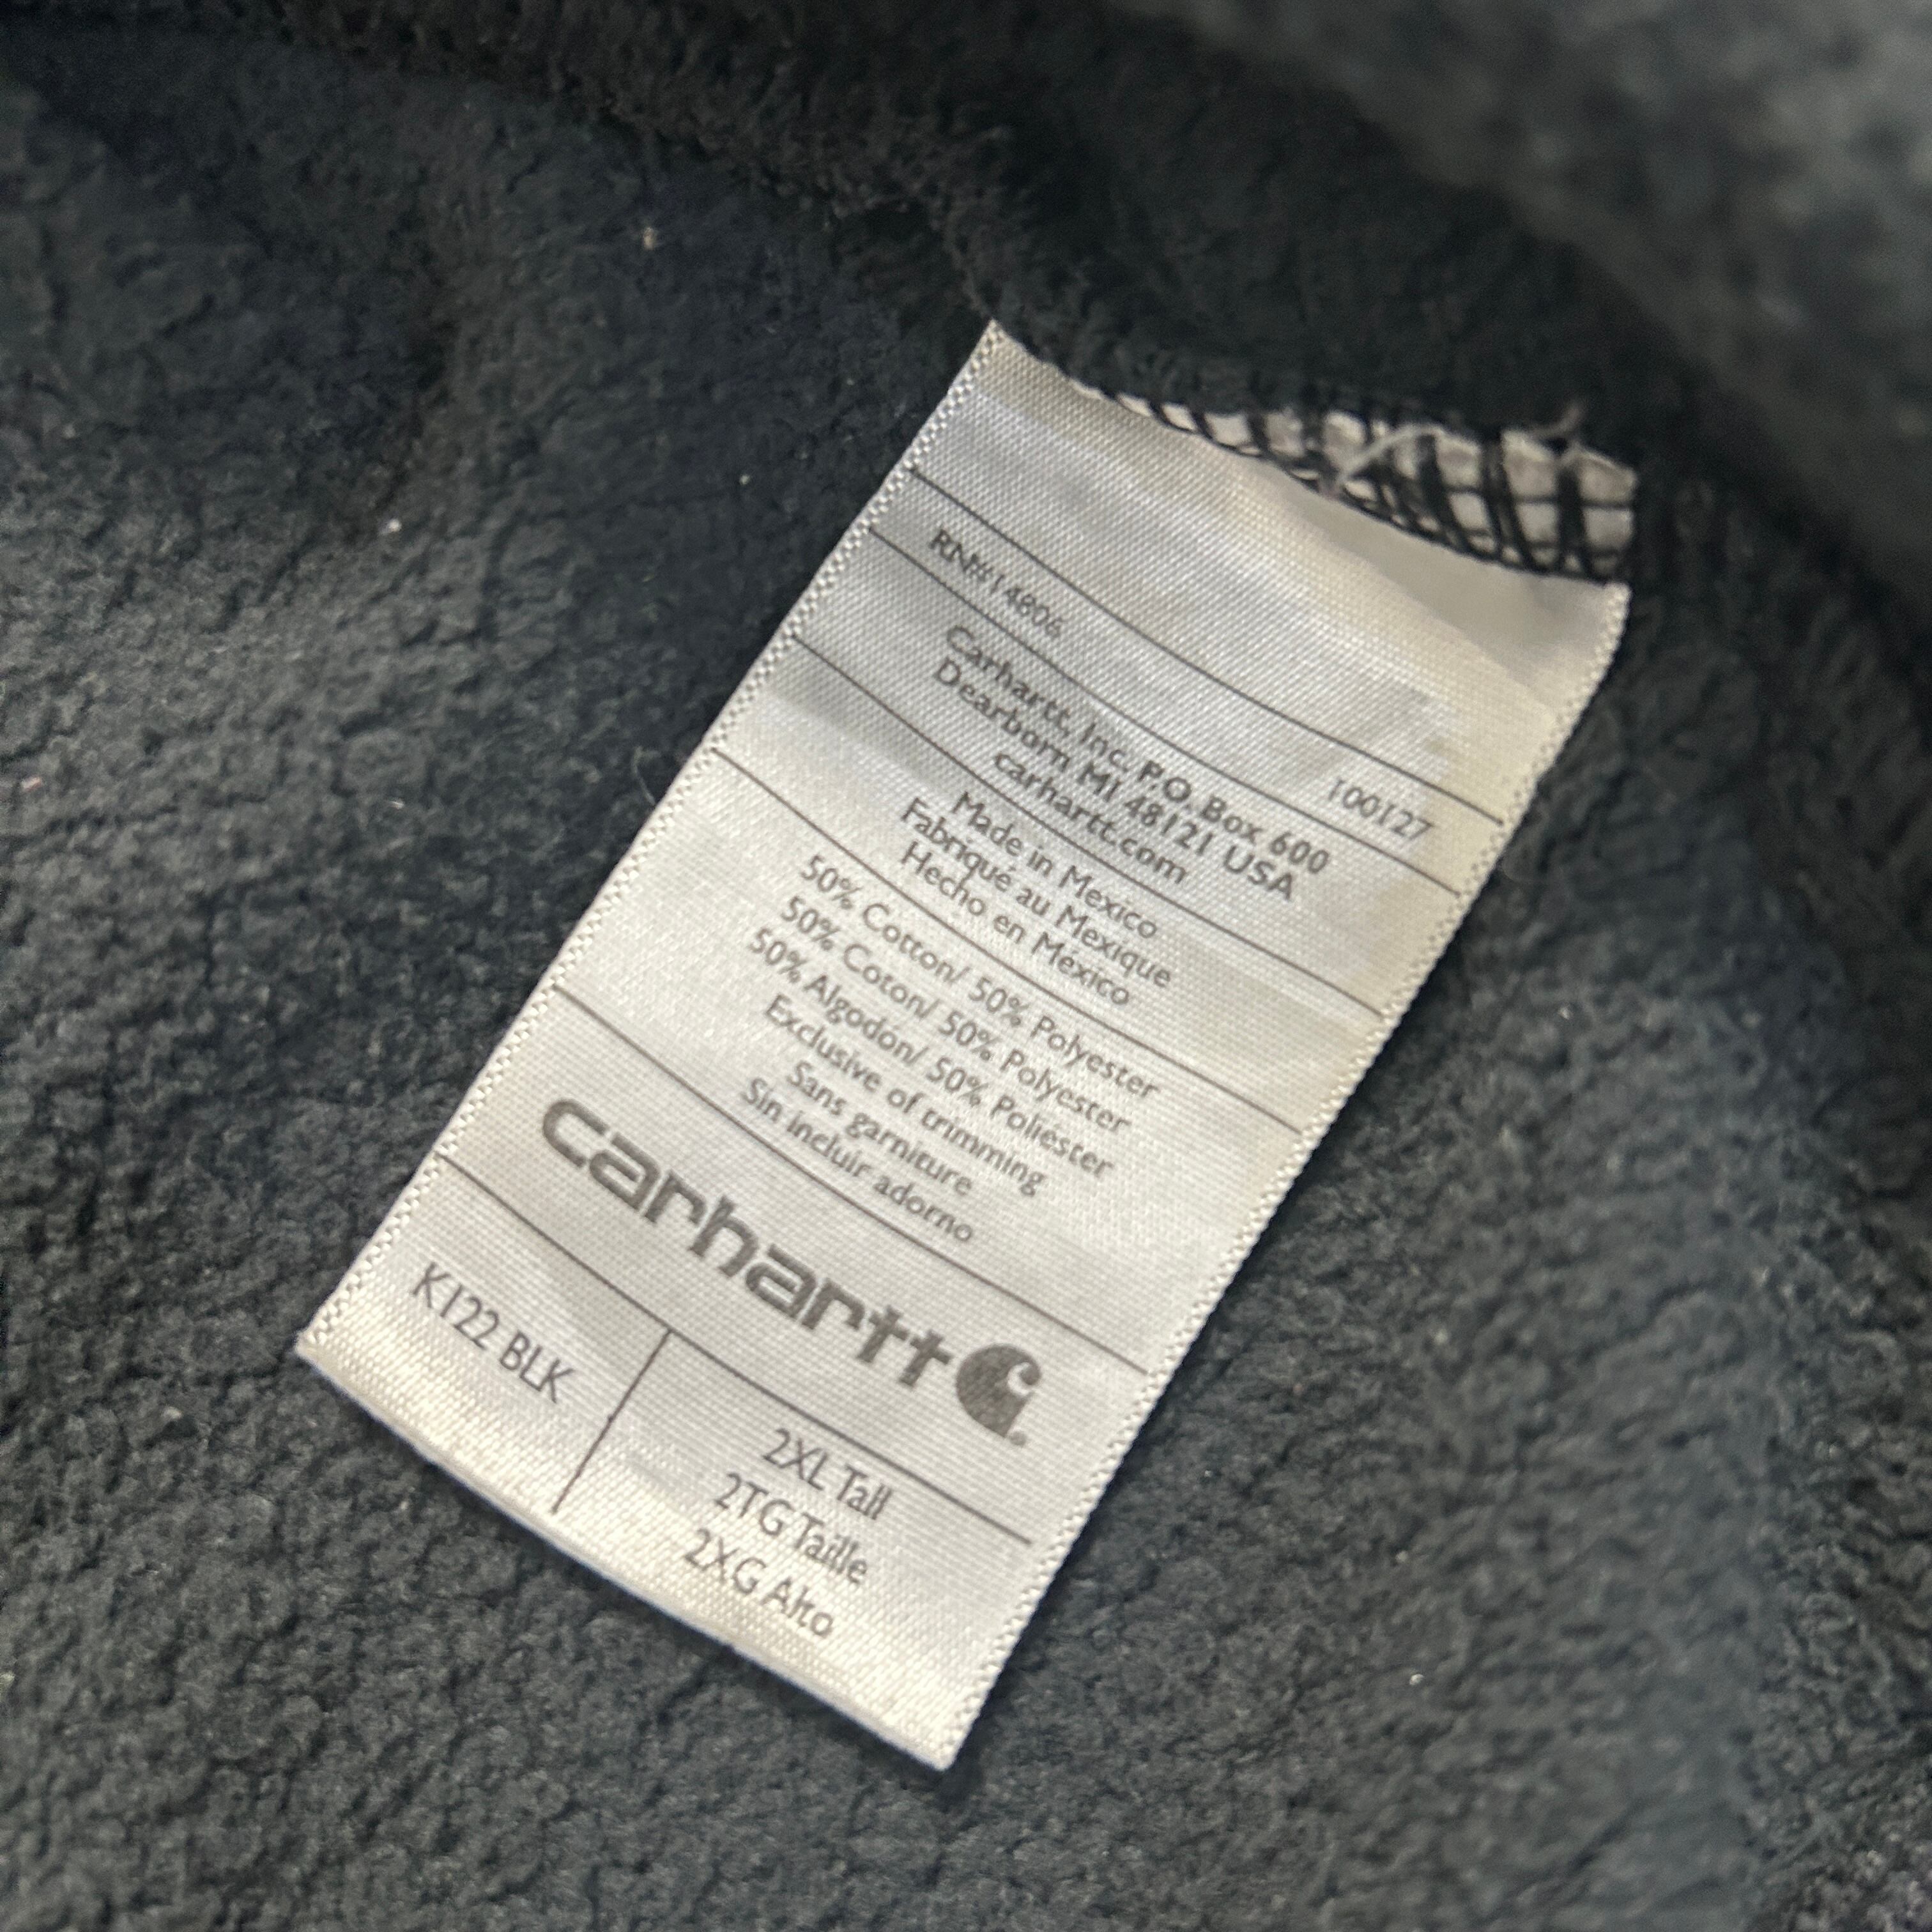 RN#14806 100127
Carhartt, Inc. P.O. Box 600
Dearborn, MI 48121 USA
carhartt.com
Made in Mexico
Fabriqué au Mexique
Hecho en México
50% Cotton/ 50% Polyester
50% Coton/ 50% Polyester
50% Algodón/ 50% Poliéster
Exclusive of trimming
Sans garniture
Sin incluir adorno
carhartt
K122 BLK
2XL Tall
2TG Taille
2XG Alto